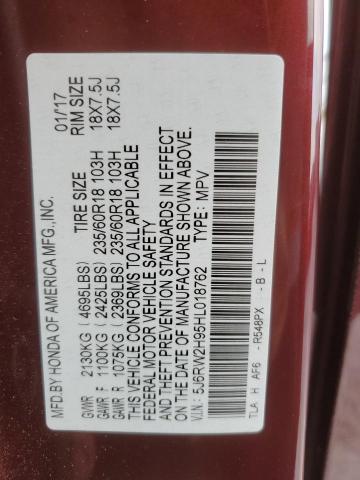 MFD.BY HONDA OF AMERICA MFG.,INC. 01/'17
TIRE SIZE RIM SIZE
GVWR 2130KG (4695LBS)
GAWR F 1100KG (2425LBS) 235/60R18 103H 18X7.5J
GAWR R 1075KG (2369LBS) 235/60R18 103H 18X7.5J
THIS VEHICLE CONFORMS TO ALL APPLICABLE
FEDERAL MOTOR VEHICLE SAFETY
AND THEFT PREVENTION STANDARDS IN EFFECT
ON THE DATE OF MANUFACTURE SHOWN ABOVE.
V.I.N.: 5J6RW2H95HL018762 MPV
TLA H AF6 - R548PX - B - L